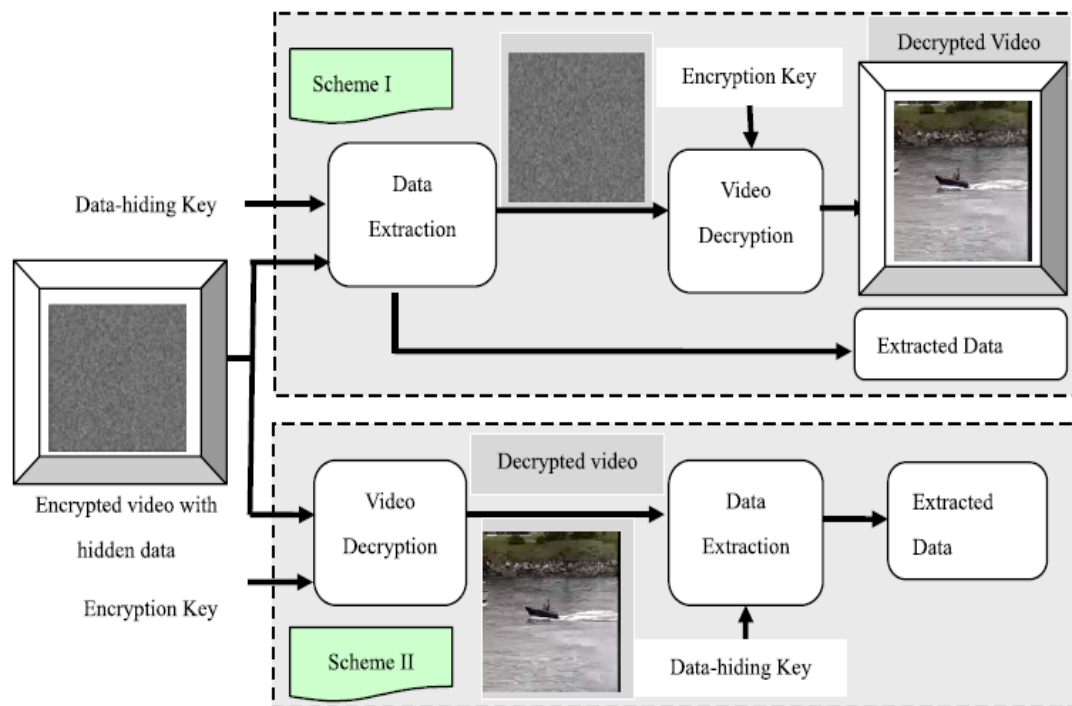 Decrypted Video
Scheme I
Encryption Key
Data
Extraction
Video
Decryption
Data-hiding Key
Extracted Data
Encrypted video with
hidden data
Encryption Key
Decrypted video
Video
Decryption
Data
Extraction
Extracted
Data
Scheme II
Data-hiding Key